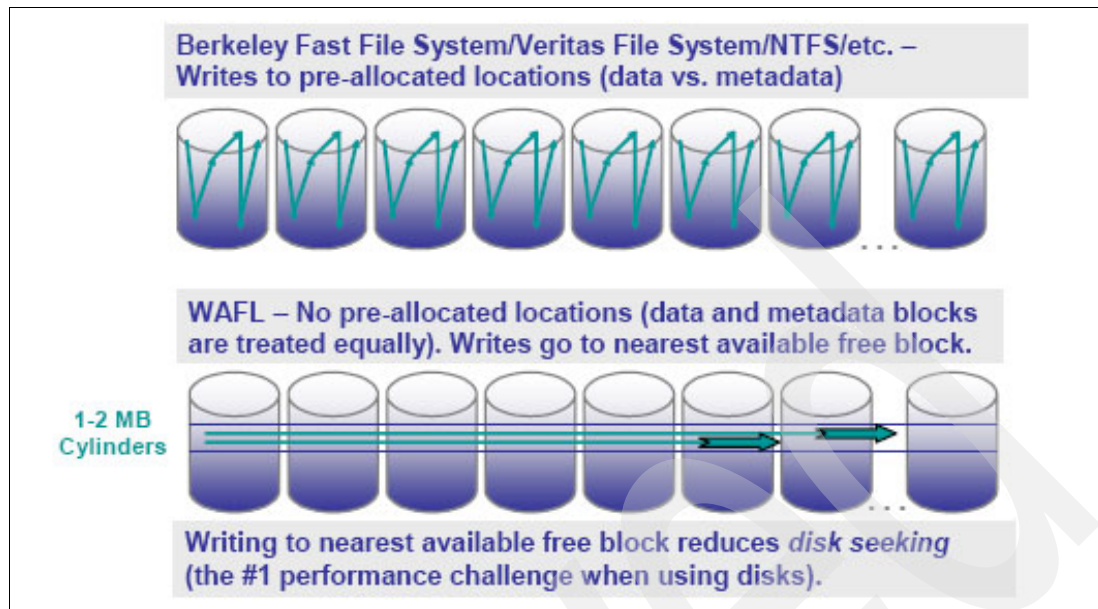 Berkeley Fast File System/Veritas File System/NTFS/etc. –
Writes to pre-allocated locations (data vs. metadata)
. . .
WAFL – No pre-allocated locations (data and metadata blocks
are treated equally). Writes go to nearest available free block.
1-2 MB
Cylinders
. . .
Writing to nearest available free block reduces disk seeking
(the #1 performance challenge when using disks).